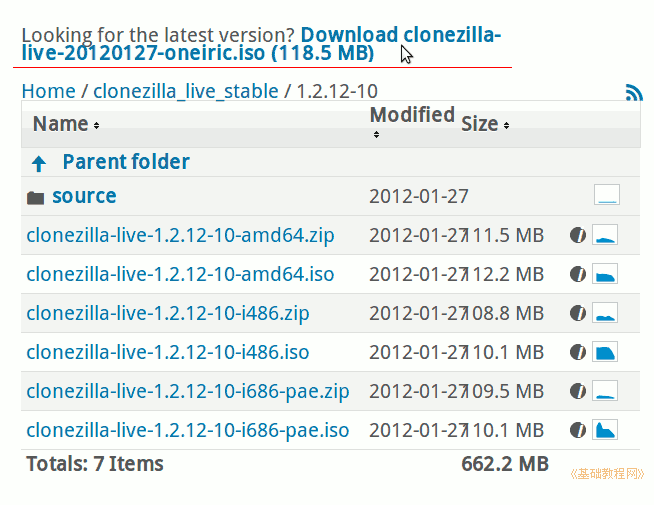 Looking for the latest version? Download clonezilla-
live-20120127-oneiric.iso (118.5 MB)
Home / clonezilla_live_stable / 1.2.12-10
Name Modified Size
Parent folder
source 2012-01-27
clonezilla-live-1.2.12-10-amd64.zip 2012-01-27 111.5 MB
clonezilla-live-1.2.12-10-amd64.iso 2012-01-27 112.2 MB
clonezilla-live-1.2.12-10-i486.zip 2012-01-27 108.8 MB
clonezilla-live-1.2.12-10-i486.iso 2012-01-27 110.1 MB
clonezilla-live-1.2.12-10-i686-pae.zip 2012-01-27 109.5 MB
clonezilla-live-1.2.12-10-i686-pae.iso 2012-01-27 110.1 MB
Totals: 7 Items 662.2 MB
《基础教程网》